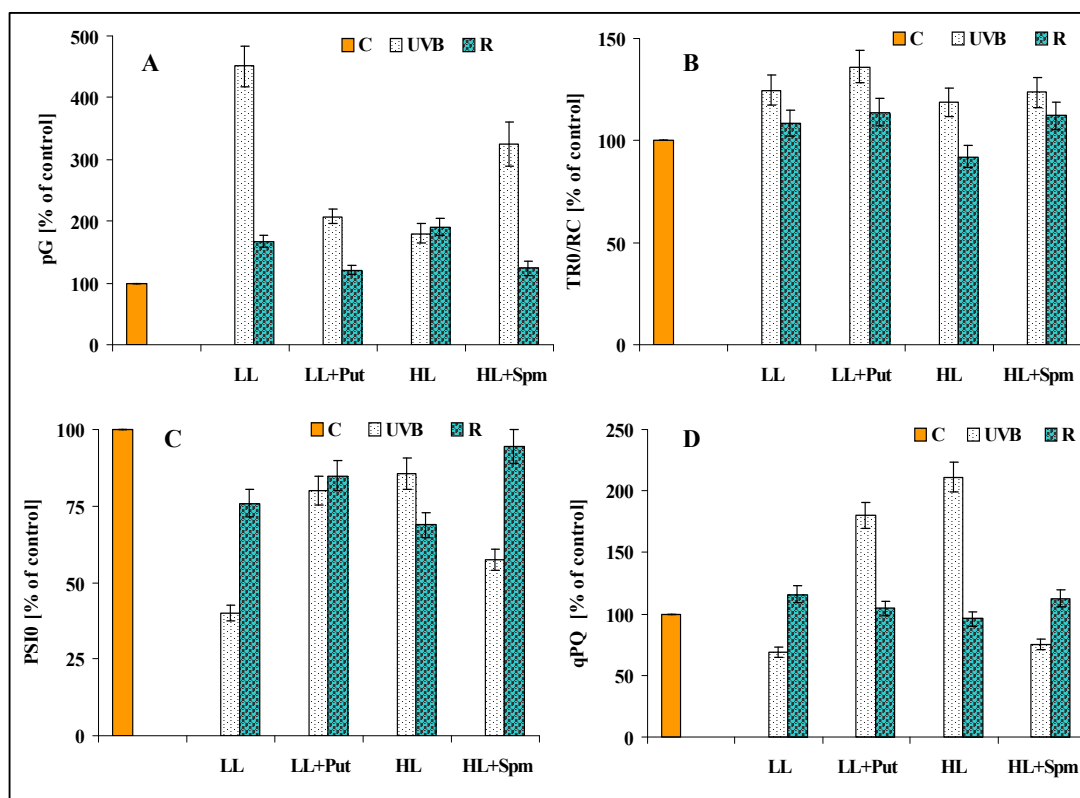 A
C UVB R
pG [% of control]
500
400
300
200
100
0
LL LL+Put HL HL+Spm
B
C UVB R
TR0/RC [% of control]
150
100
50
0
LL LL+Put HL HL+Spm
C
C UVB R
PSI0 [% of control]
100
75
50
25
0
LL LL+Put HL HL+Spm
D
C UVB R
qPQ [% of control]
250
200
150
100
50
0
LL LL+Put HL HL+Spm